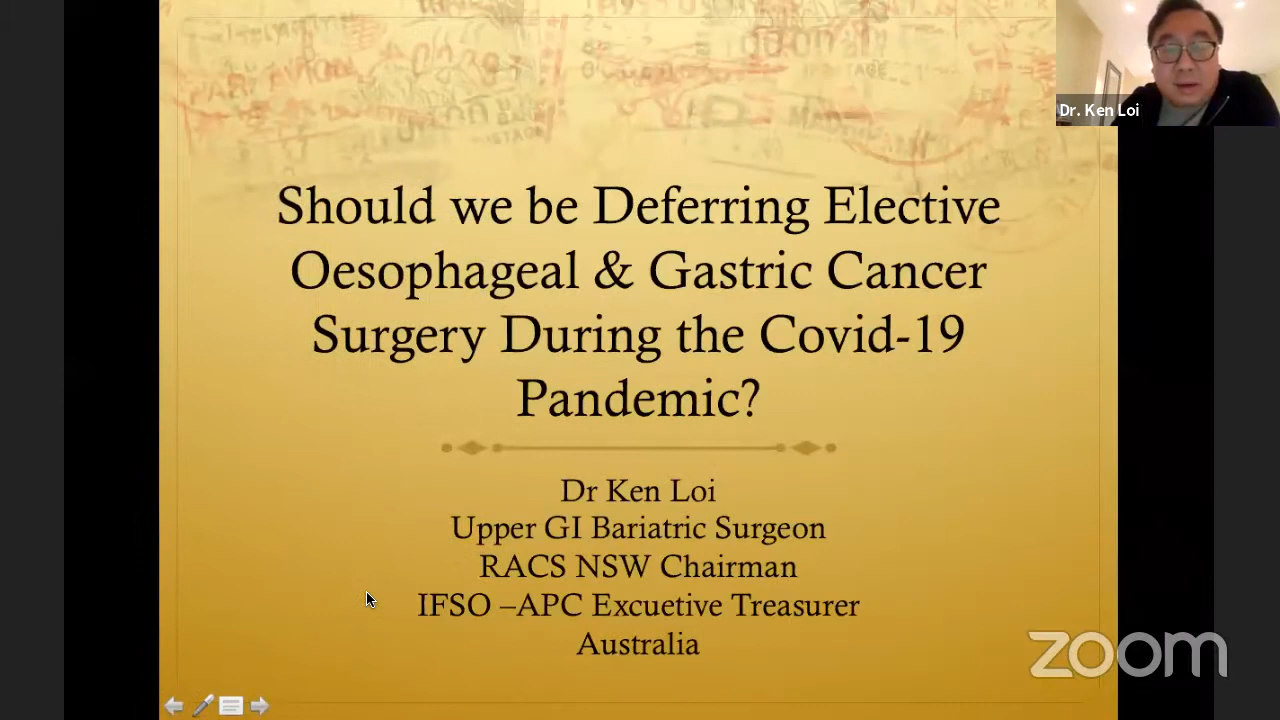 Should we be Deferring Elective
Oesophageal & Gastric Cancer
Surgery During the Covid-19
Pandemic?
Dr Ken Loi
Upper GI Bariatric Surgeon
RACS NSW Chairman
IFSO –APC Excuetive Treasurer
Australia
Dr. Ken Loi
zoom